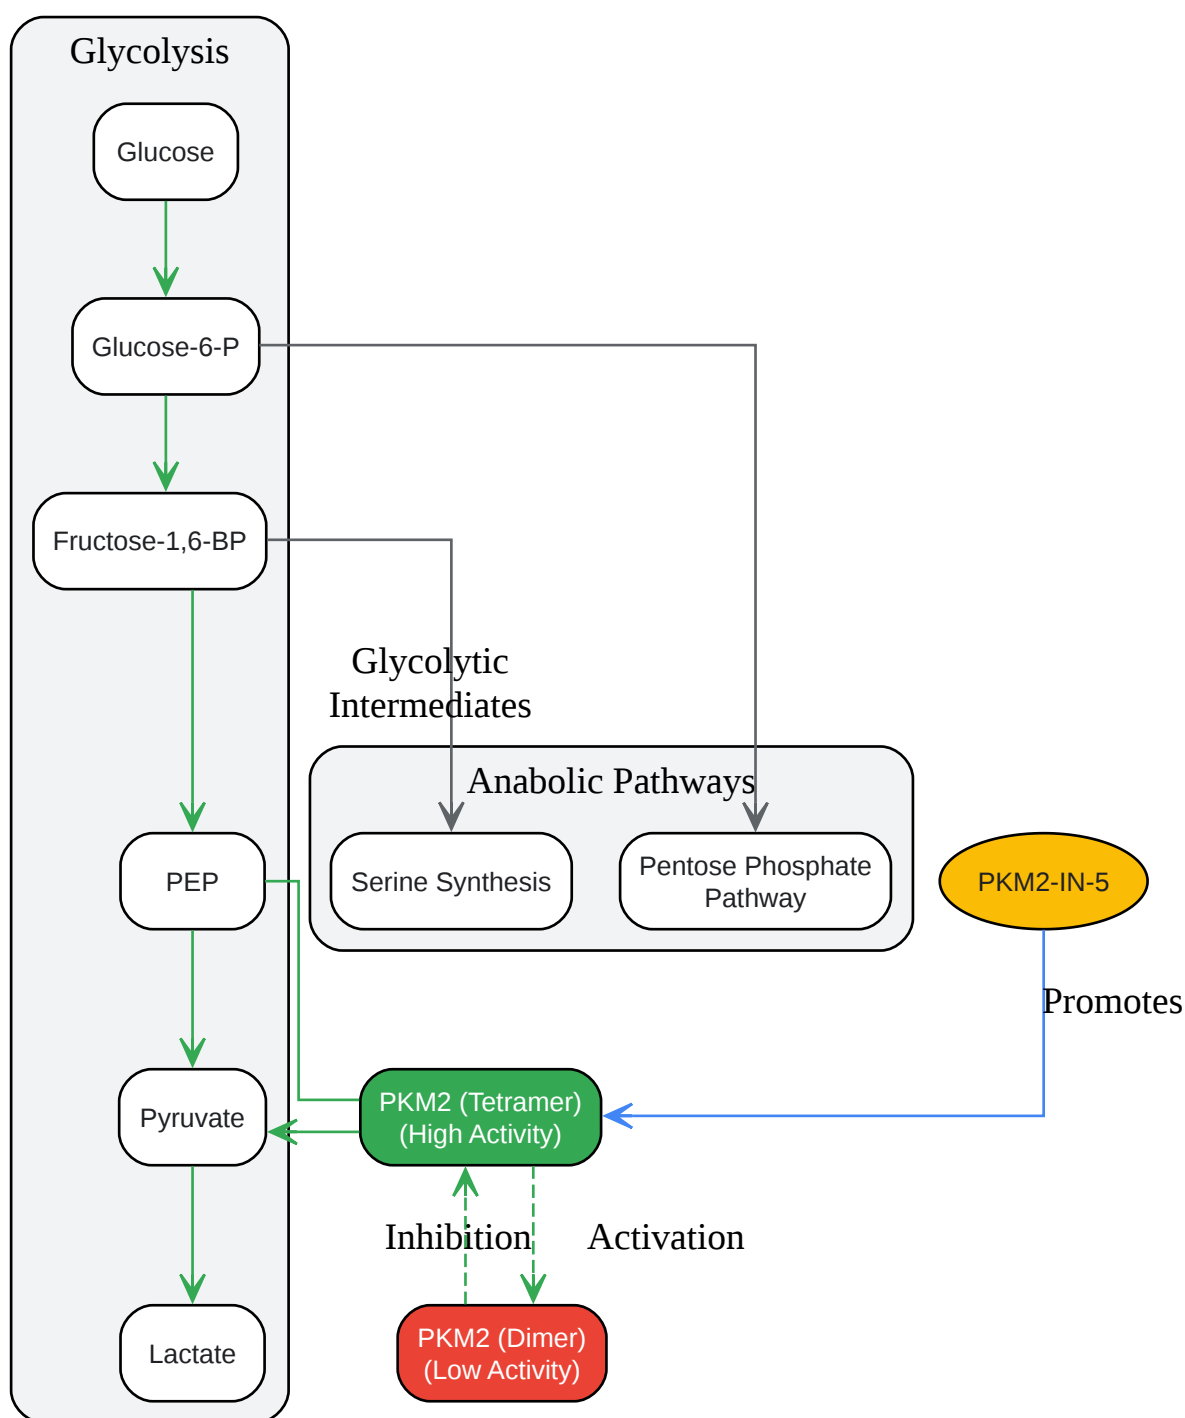 Glycolysis
Glucose
Glucose-6-P
Fructose-1,6-BP
Glycolytic
Intermediates
Anabolic Pathways
PEP
Serine Synthesis
Pentose Phosphate
Pathway
PKM2-IN-5
Promotes
Pyruvate
PKM2 (Tetramer)
(High Activity)
Inhibition
Activation
Lactate
PKM2 (Dimer)
(Low Activity)